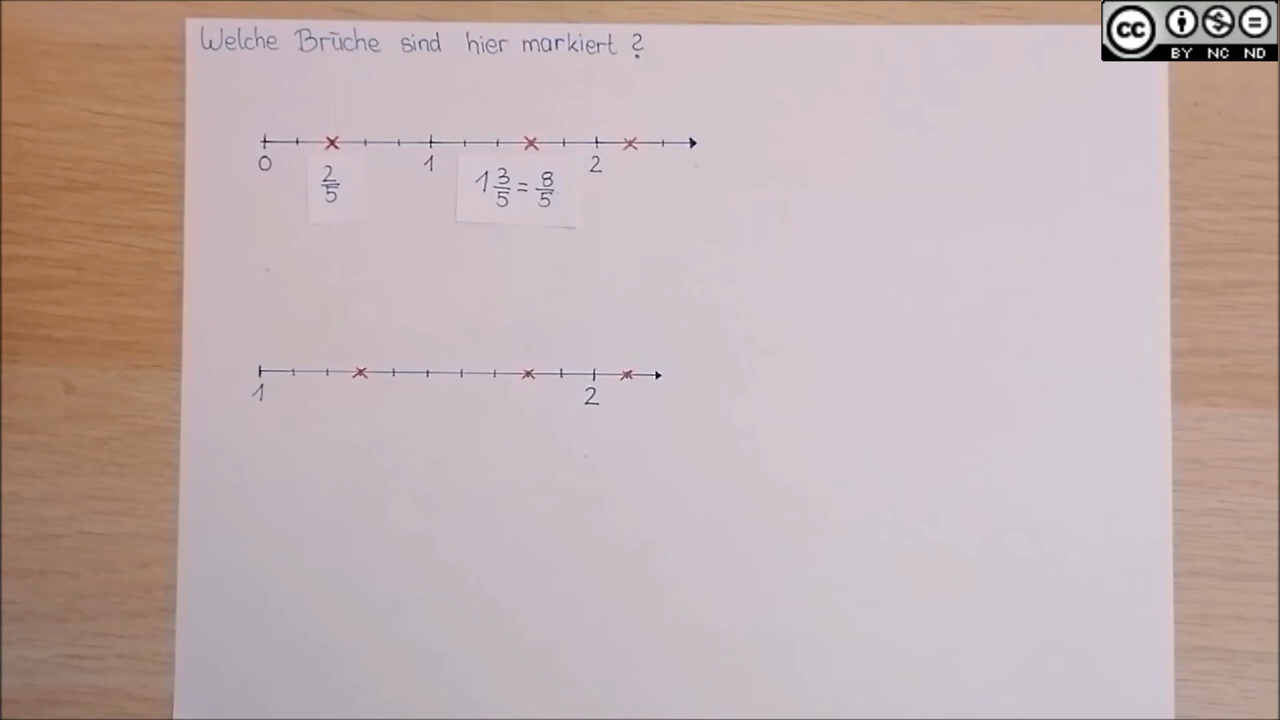 Welche Brüche sind hier markiert?
0 1 2
2/5 1 3/5 = 8/5
1 2
CC BY NC ND